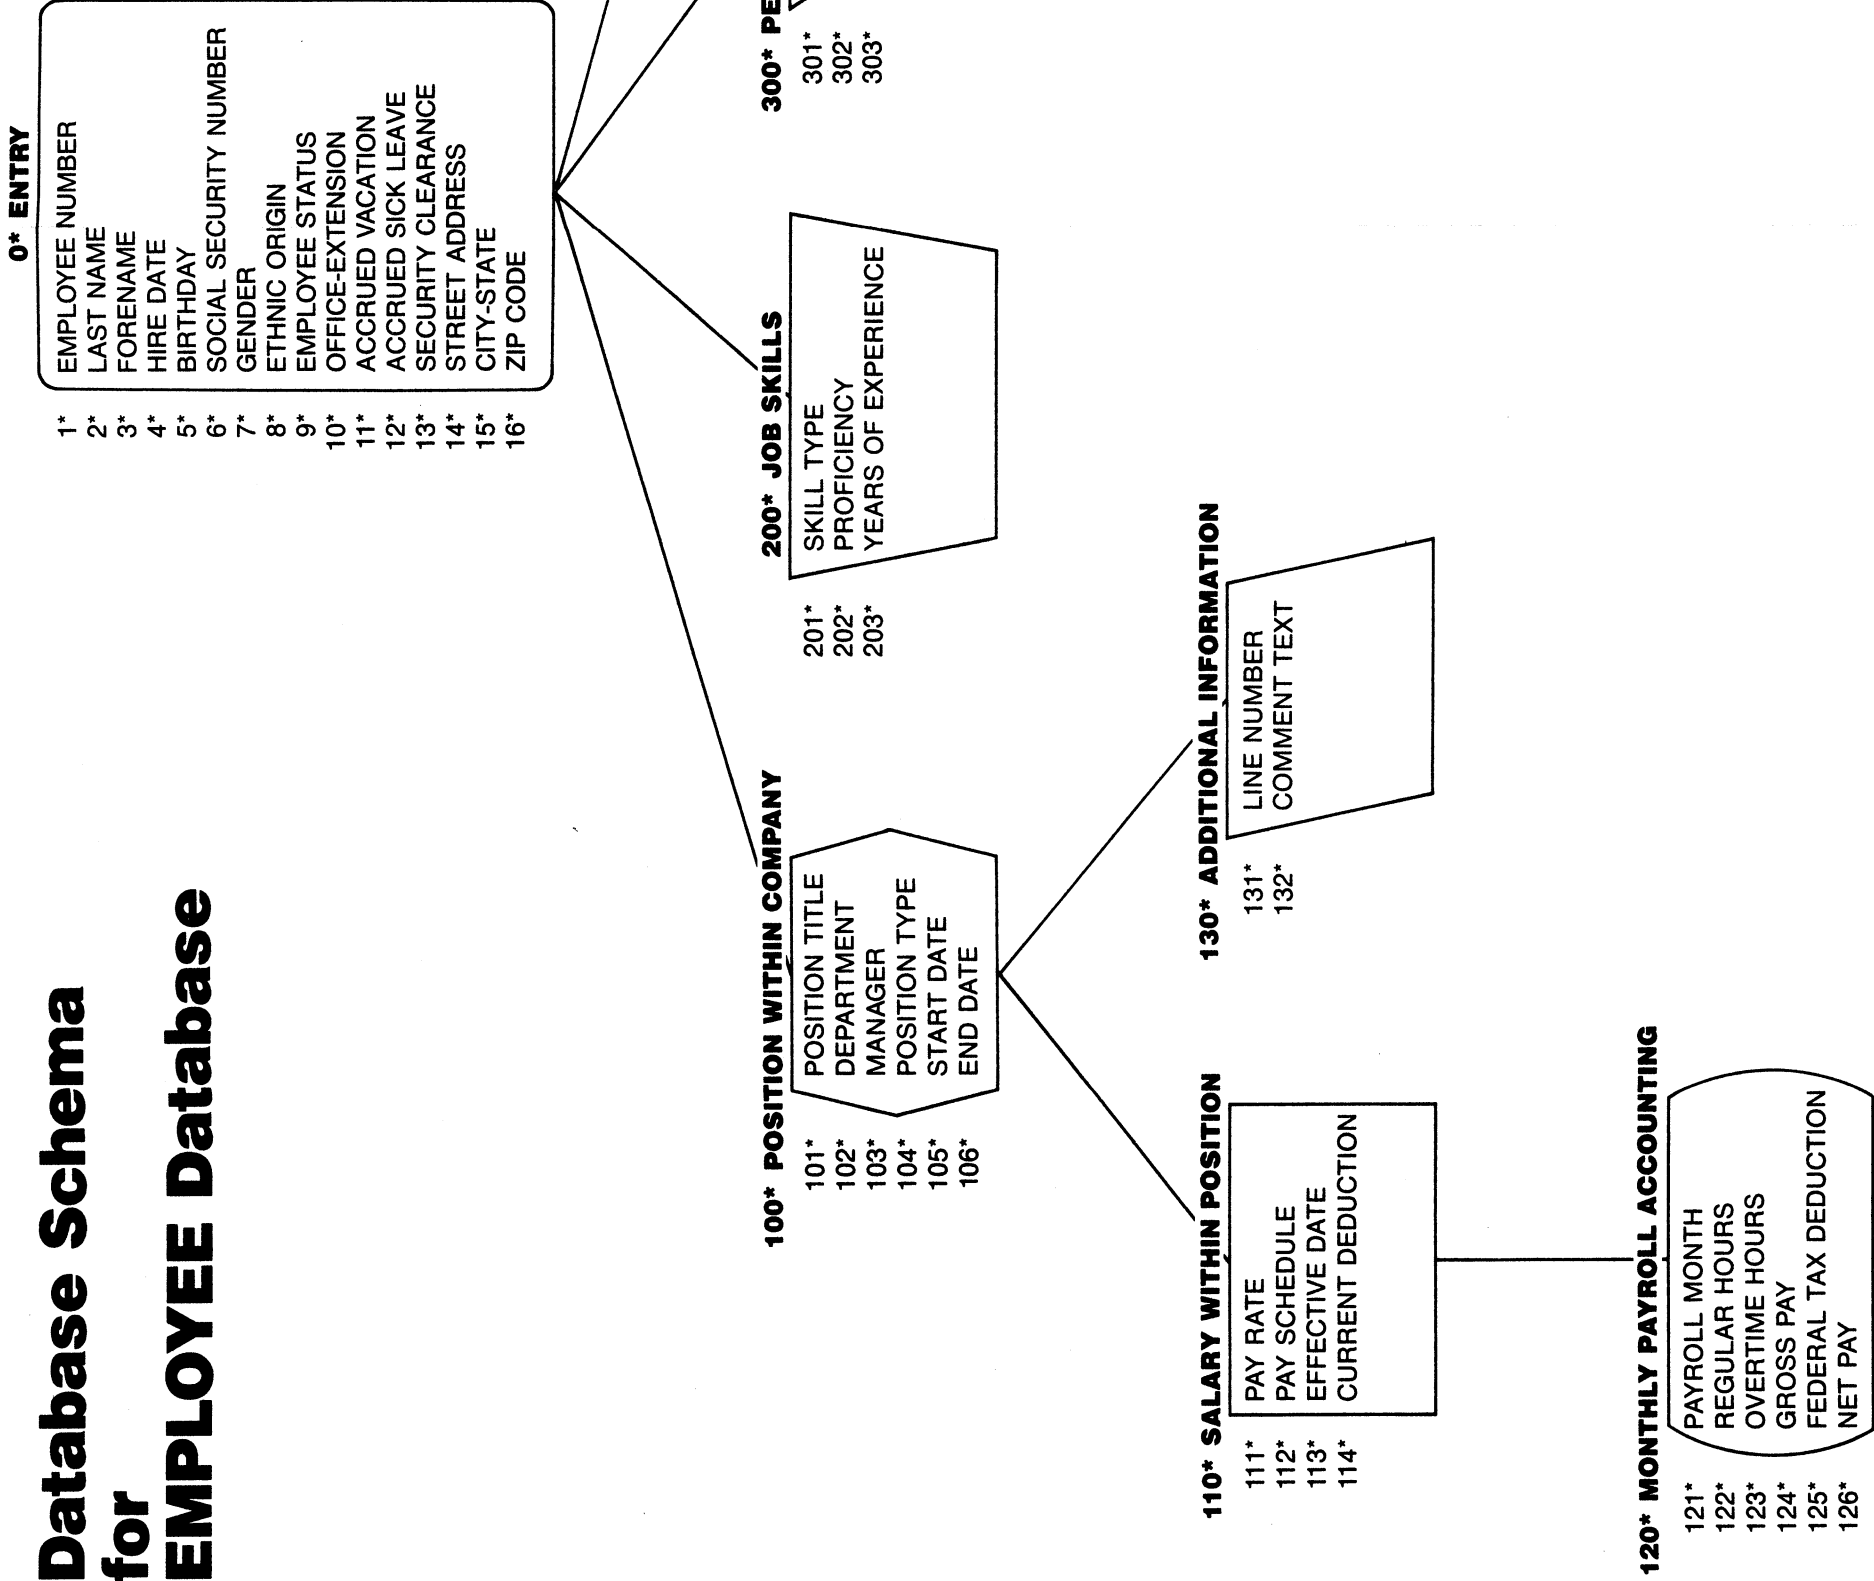 Database Schema
for
EMPLOYEE Database
0* ENTRY
1* EMPLOYEE NUMBER
2* LAST NAME
3* FORENAME
4* HIRE DATE
5* BIRTHDAY
6* SOCIAL SECURITY NUMBER
7* GENDER
8* ETHNIC ORIGIN
9* EMPLOYEE STATUS
10* OFFICE-EXTENSION
11* ACCRUED VACATION
12* ACCRUED SICK LEAVE
13* SECURITY CLEARANCE
14* STREET ADDRESS
15* CITY-STATE
16* ZIP CODE
100* POSITION WITHIN COMPANY
101* POSITION TITLE
102* DEPARTMENT
103* MANAGER
104* POSITION TYPE
105* START DATE
106* END DATE
200* JOB SKILLS
201* SKILL TYPE
202* PROFICIENCY
203* YEARS OF EXPERIENCE
300* PE
301*
302*
303*
110* SALARY WITHIN POSITION
111* PAY RATE
112* PAY SCHEDULE
113* EFFECTIVE DATE
114* CURRENT DEDUCTION
130* ADDITIONAL INFORMATION
131* LINE NUMBER
132* COMMENT TEXT
120* MONTHLY PAYROLL ACCOUNTING
121* PAYROLL MONTH
122* REGULAR HOURS
123* OVERTIME HOURS
124* GROSS PAY
125* FEDERAL TAX DEDUCTION
126* NET PAY